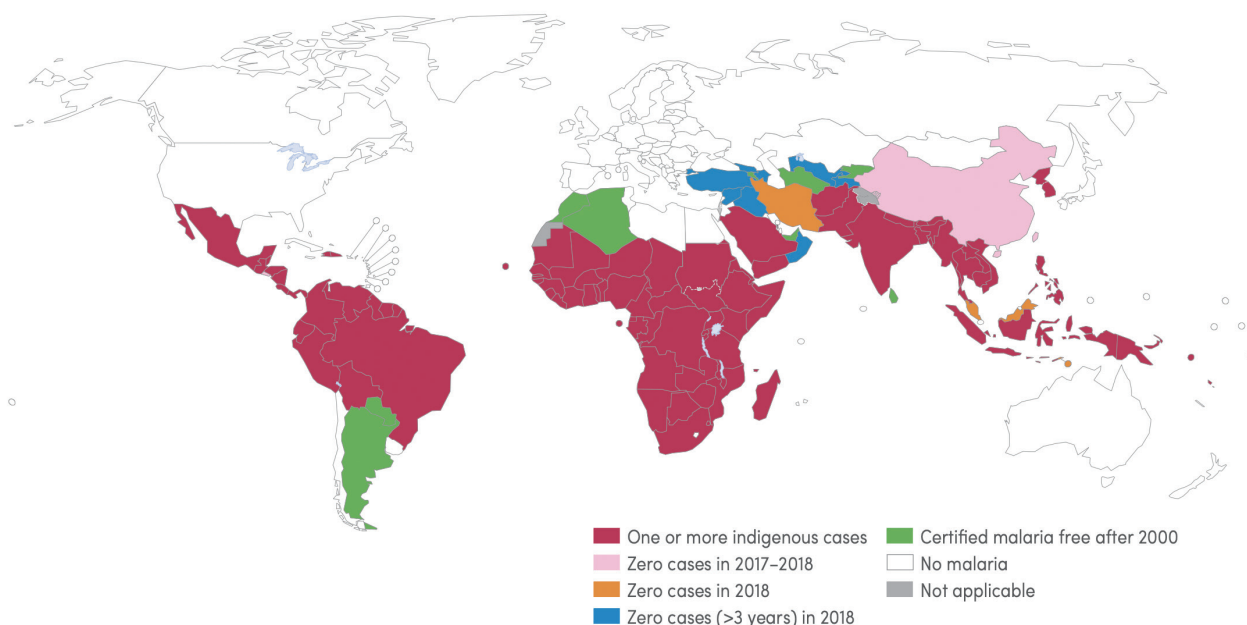 One or more indigenous cases
Zero cases in 2017–2018
Zero cases in 2018
Zero cases (>3 years) in 2018
Certified malaria free after 2000
No malaria
Not applicable